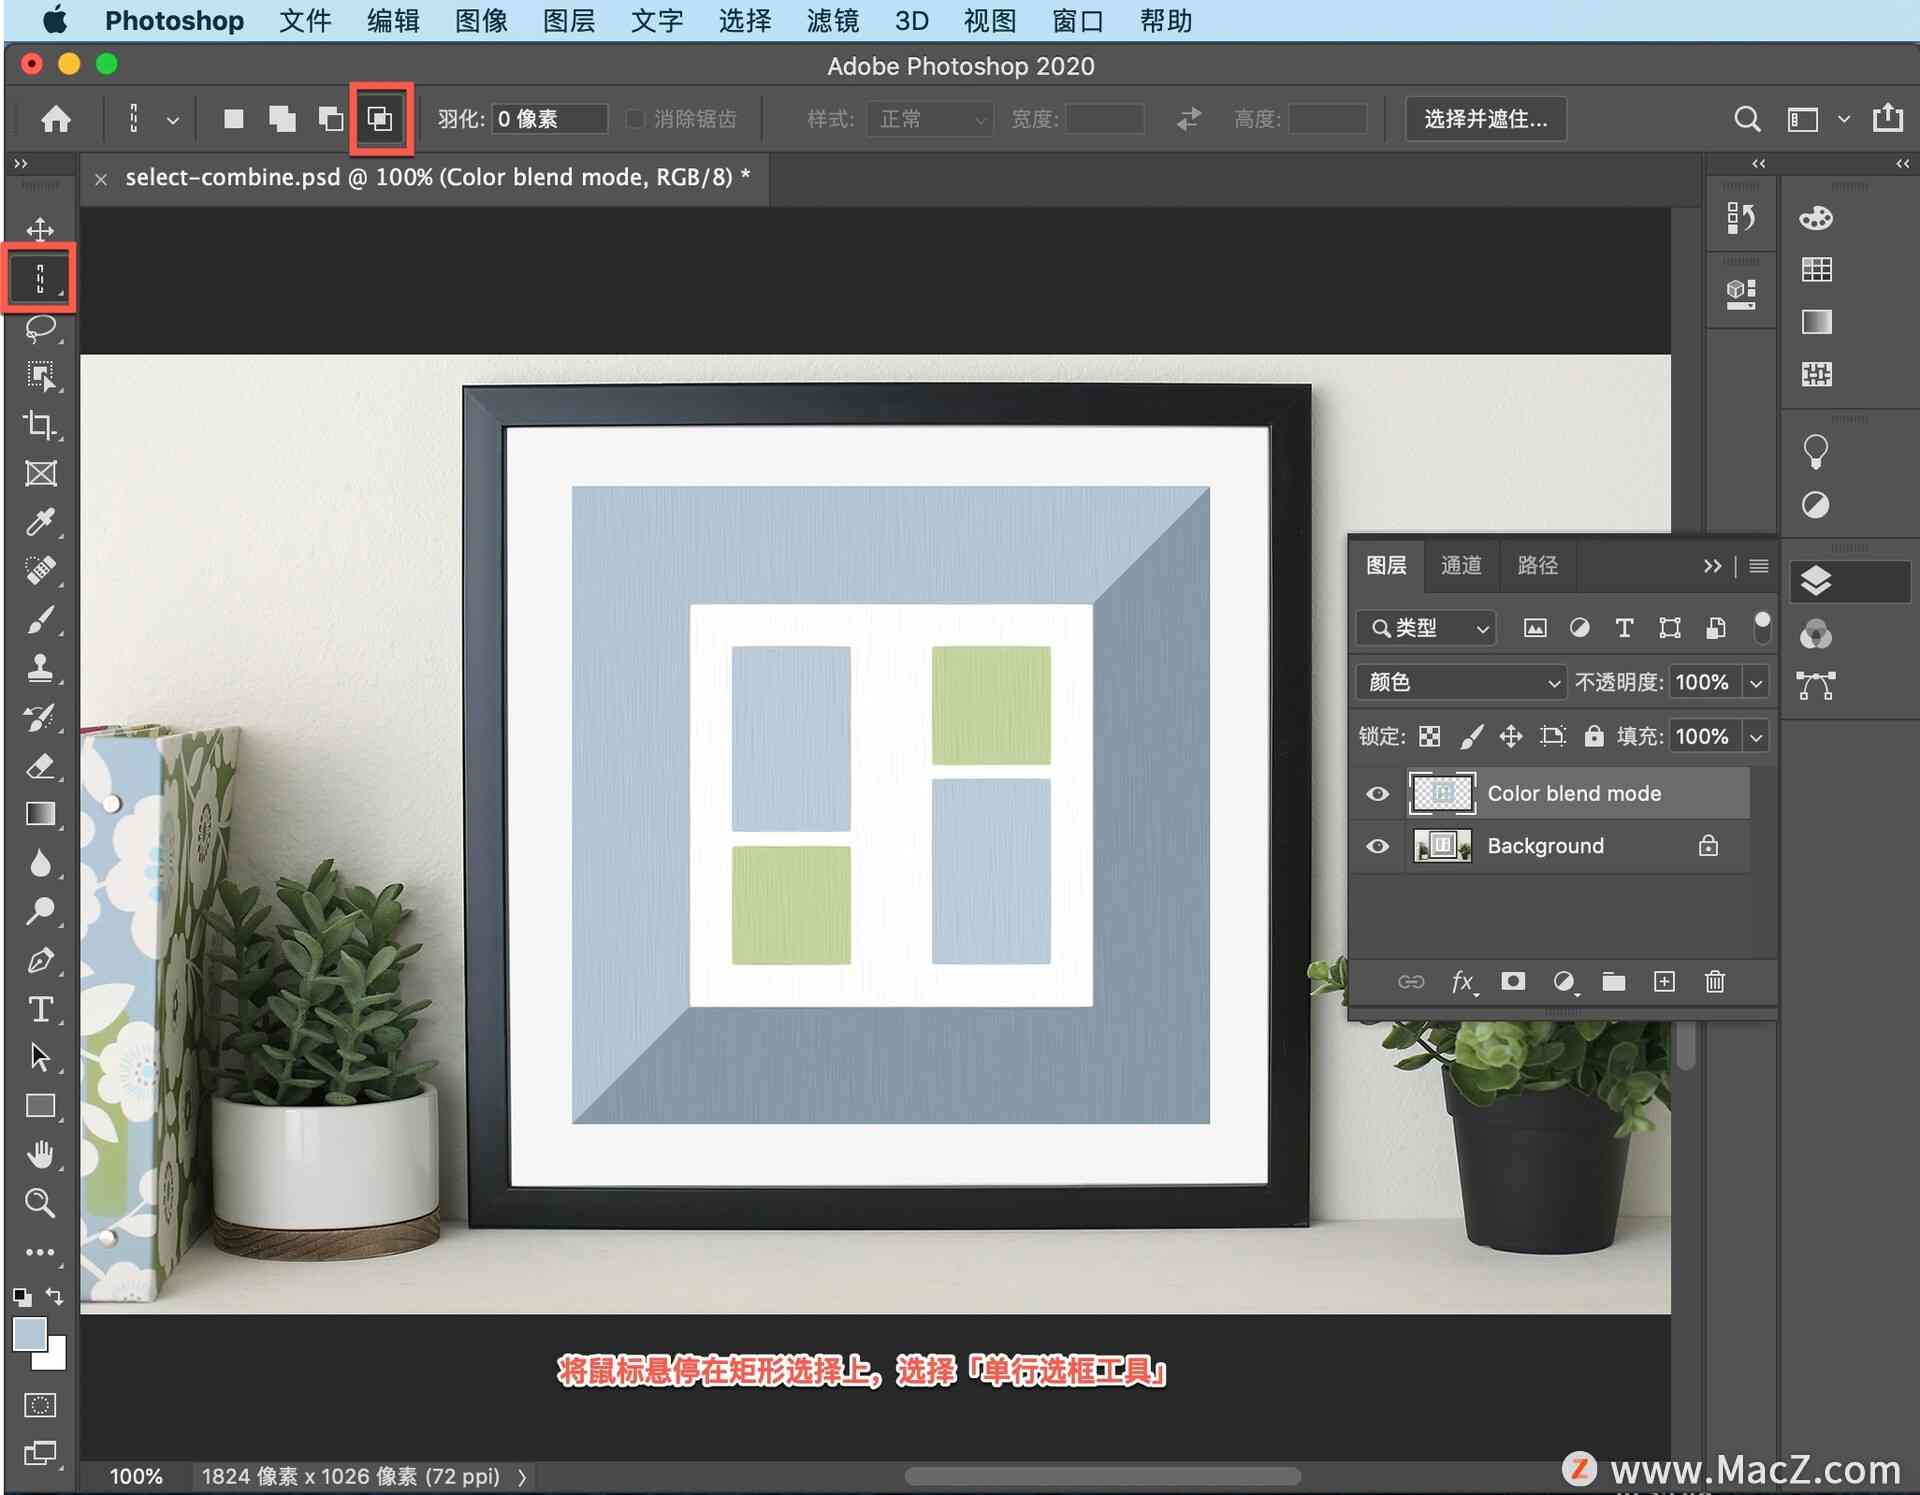 Photoshop 文件 编辑 图像 图层 文字 选择 滤镜 3D 视图 窗口 帮助
Adobe Photoshop 2020
羽化: 0 像素 消除锯齿 样式: 正常 宽度: 高度: 选择并遮住...
select-combine.psd @ 100% (Color blend mode, RGB/8) *
图层 通道 路径
类型
颜色 不透明度: 100%
锁定: 填充: 100%
Color blend mode
Background
fx
将鼠标悬停在矩形选择上，选择「单行选框工具」
100% 1824 像素 x 1026 像素 (72 ppi)
Z www.MacZ.com